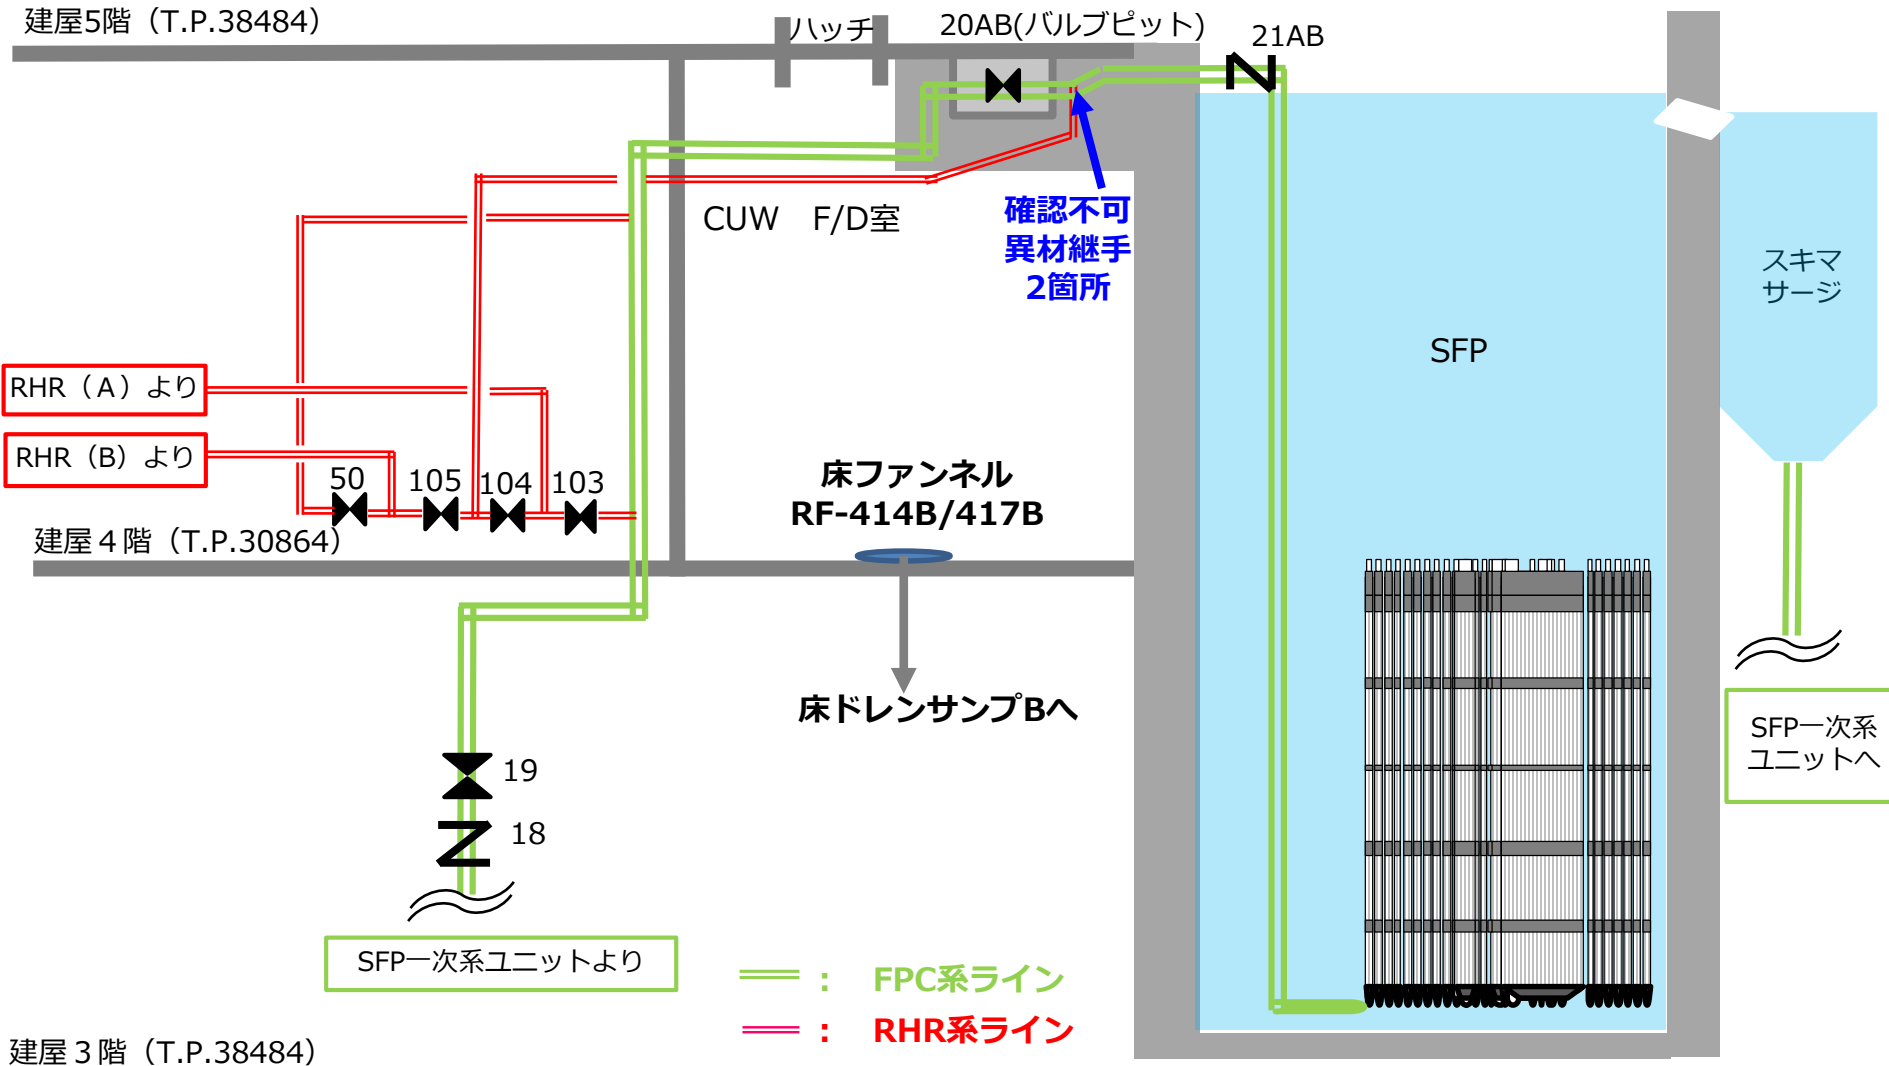 建屋5階（T.P.38484）
ハッチ
20AB(バルブピット)
21AB
CUW　F/D室
確認不可
異材継手
2箇所
スキマ
サージ
SFP
RHR（A）より
RHR（B）より
50
105
104
103
床ファンネル
RF-414B/417B
建屋４階（T.P.30864）
床ドレンサンプBへ
SFP一次系
ユニットへ
19
18
SFP一次系ユニットより
： FPC系ライン
： RHR系ライン
建屋３階（T.P.38484）